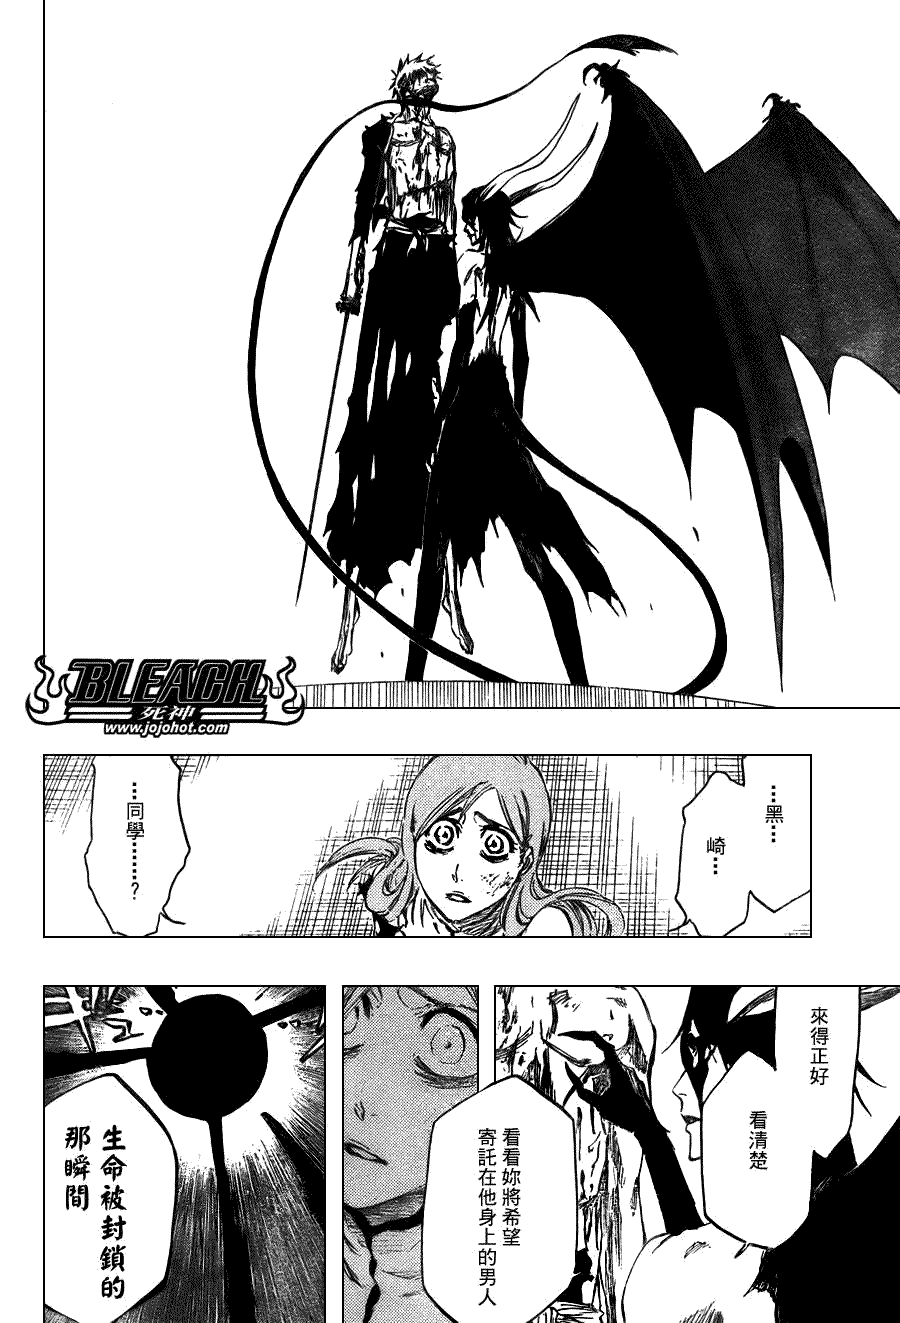 BLEACH
死神
www.jojohot.com
…黑…
崎…
…同學……?
來得正好
看清楚
看看妳將希望
寄託在他身上的男人
生命被封鎖的
那瞬間